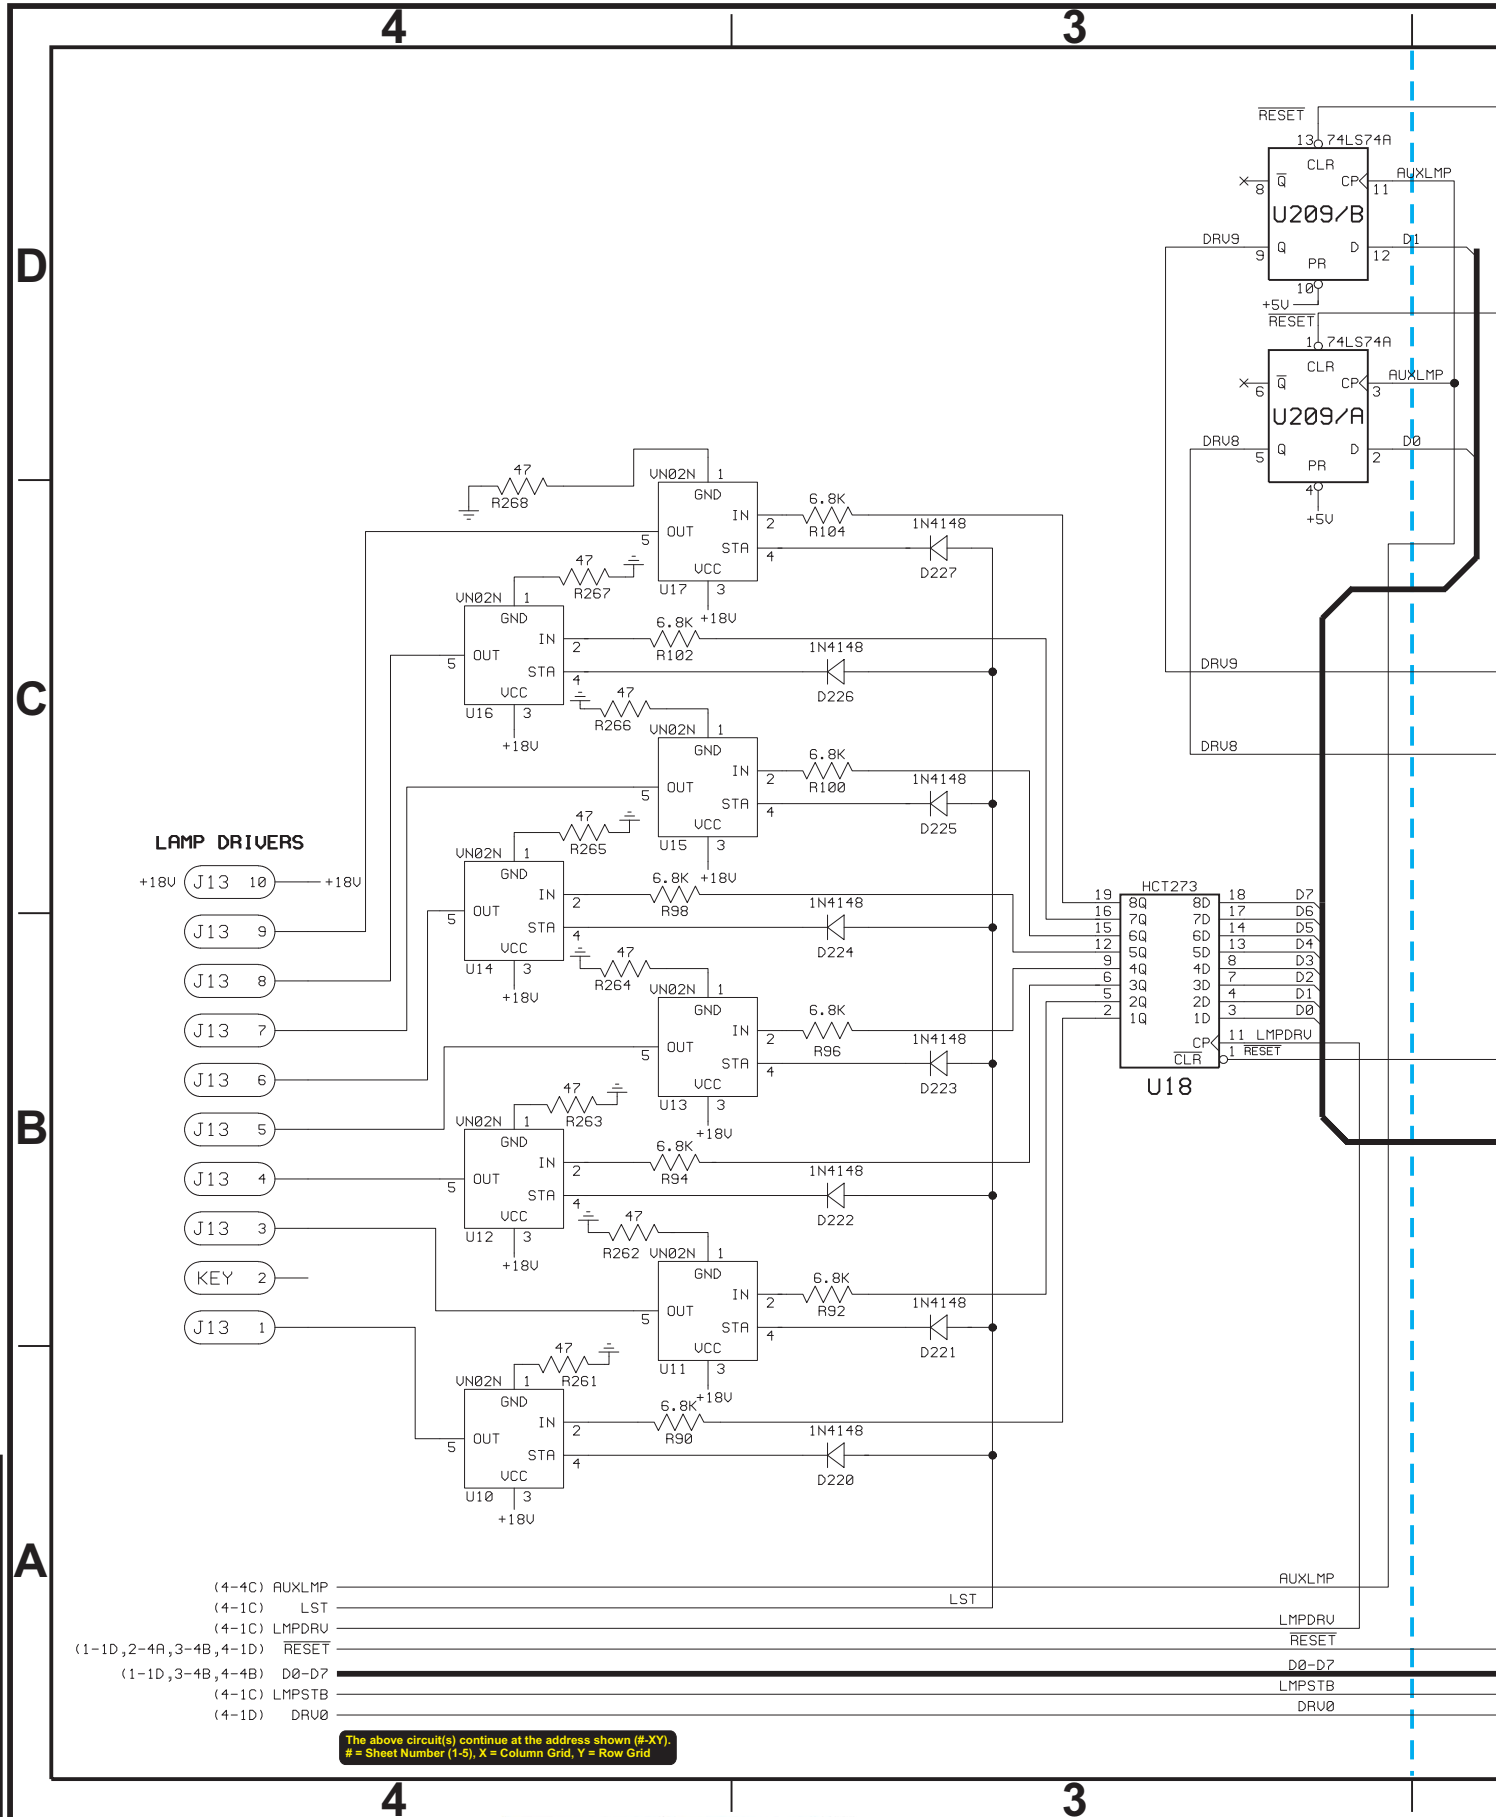 4 3
RESET
13 74LS74A
CLR
8 Q CP 11 AUXLMP
U209/B
DRV9 9 Q D 12 D1
PR
10
+5V
RESET
1 74LS74A
CLR
6 Q CP 3 AUXLMP
U209/A
DRV8 5 Q D 2 D0
PR
4
+5V
D
47
R268
VN02N 1
GND
IN 2
OUT 5
STA 4
VCC
U17 3
+18V
6.8K
R104
1N4148
D227
47
R267
VN02N 1
GND
IN 2
OUT 5
STA 4
VCC
U16 3
+18V
6.8K
R102
1N4148
D226
DRV9
C
47
R266
VN02N 1
GND
IN 2
OUT 5
STA 4
VCC
U15 3
+18V
6.8K
R100
1N4148
D225
DRV8
47
R265
VN02N 1
GND
IN 2
OUT 5
STA 4
VCC
U14 3
+18V
6.8K
R98
1N4148
D224
LAMP DRIVERS
+18V J13 10 +18V
J13 9
J13 8
J13 7
J13 6
J13 5
J13 4
J13 3
KEY 2
J13 1
HCT273
19 8Q 8D 18 D7
16 7Q 7D 17 D6
15 6Q 6D 14 D5
12 5Q 5D 13 D4
9 4Q 4D 8 D3
6 3Q 3D 7 D2
5 2Q 2D 4 D1
2 1Q 1D 3 D0
CP 11 LMPDRV
CLR 1 RESET
U18
47
R264
VN02N 1
GND
IN 2
OUT 5
STA 4
VCC
U13 3
+18V
6.8K
R96
1N4148
D223
B
47
R263
VN02N 1
GND
IN 2
OUT 5
STA 4
VCC
U12 3
+18V
6.8K
R94
1N4148
D222
47
R262
VN02N 1
GND
IN 2
OUT 5
STA 4
VCC
U11 3
+18V
6.8K
R92
1N4148
D221
47
R261
VN02N 1
GND
IN 2
OUT 5
STA 4
VCC
U10 3
+18V
6.8K
R90
1N4148
D220
A
(4-4C) AUXLMP AUXLMP
(4-1C) LST LST
(4-1C) LMPDRV LMPDRV
(1-1D,2-4A,3-4B,4-1D) RESET RESET
(1-1D,3-4B,4-4B) D0-D7 D0-D7
(4-1C) LMPSTB LMPSTB
(4-1D) DRV0 DRV0
The above circuit(s) continue at the address shown (#-XY).
# = Sheet Number (1-5), X = Column Grid, Y = Row Grid
4 3